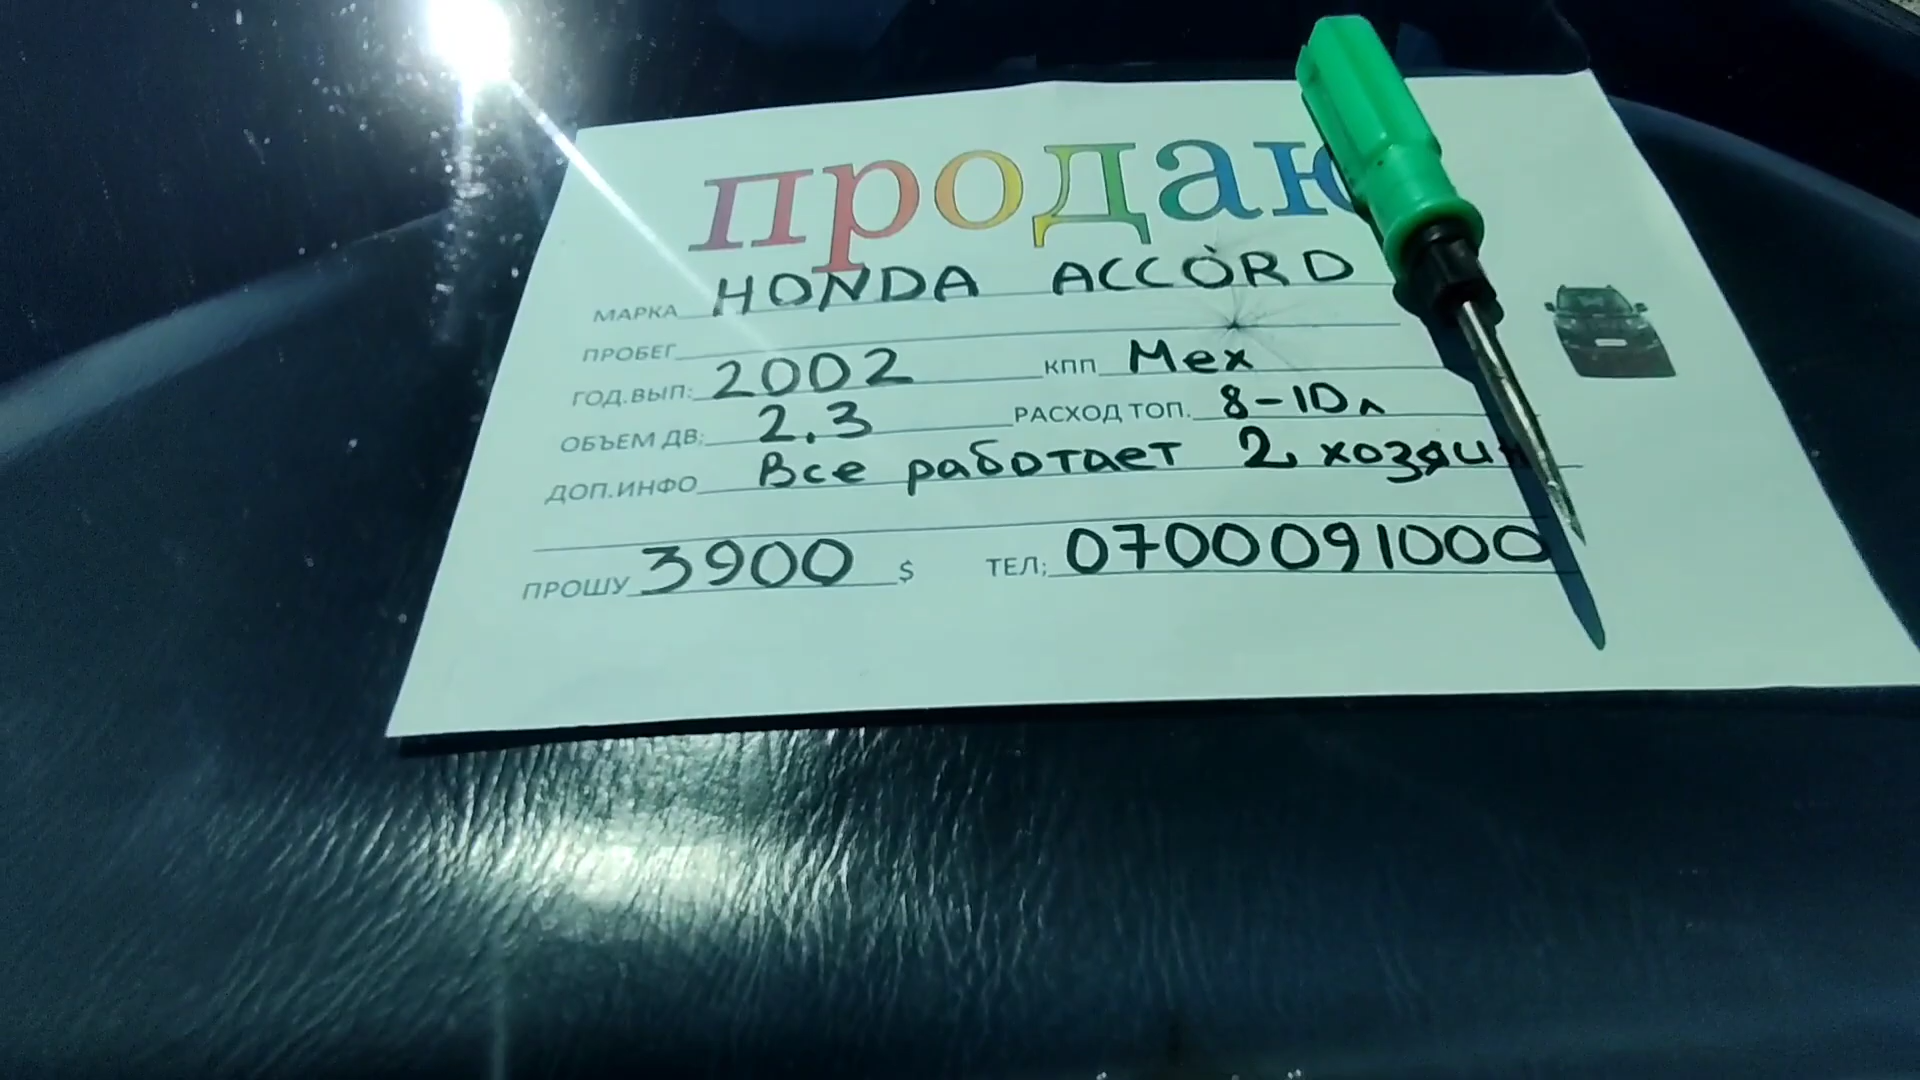 продаю
МАРКА HONDA ACCORD
ПРОБЕГ
ГОД.ВЫП: 2002 КПП Мех
ОБЪЕМ ДВ: 2.3 РАСХОД ТОП. 8-10 л
ДОП.ИНФО Все работает 2 хозяин
ПРОШУ 3900 $ ТЕЛ; 0700091000